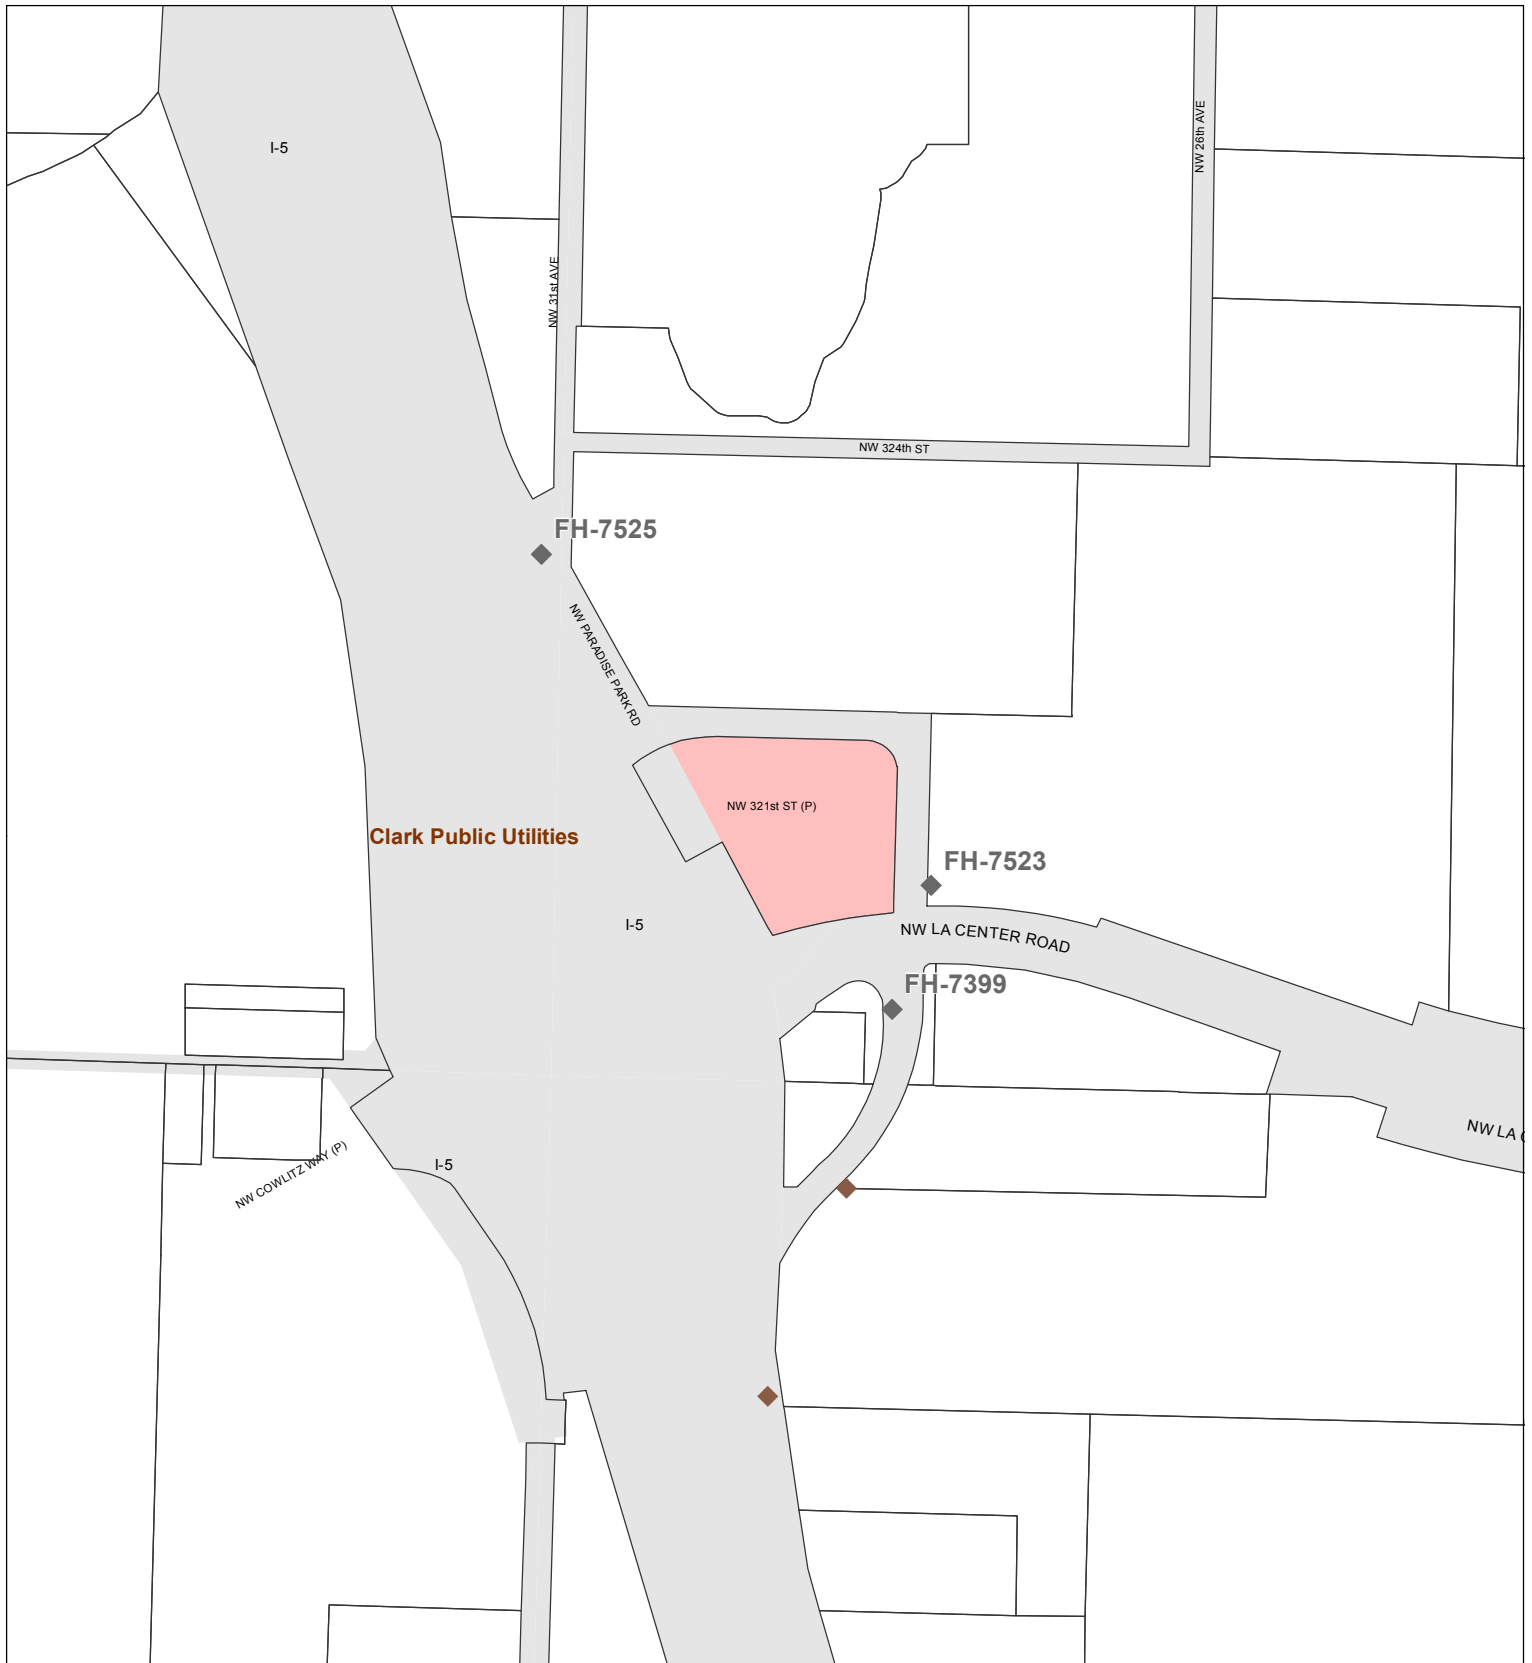 I-5
NW 26th AVE
NW 31st AVE
NW 324th ST
FH-7525
NW PARADISE PARK RD
NW 321st ST (P)
Clark Public Utilities
FH-7523
I-5
NW LA CENTER ROAD
FH-7399
NW LA
I-5
NW COWLITZ WAY (P)